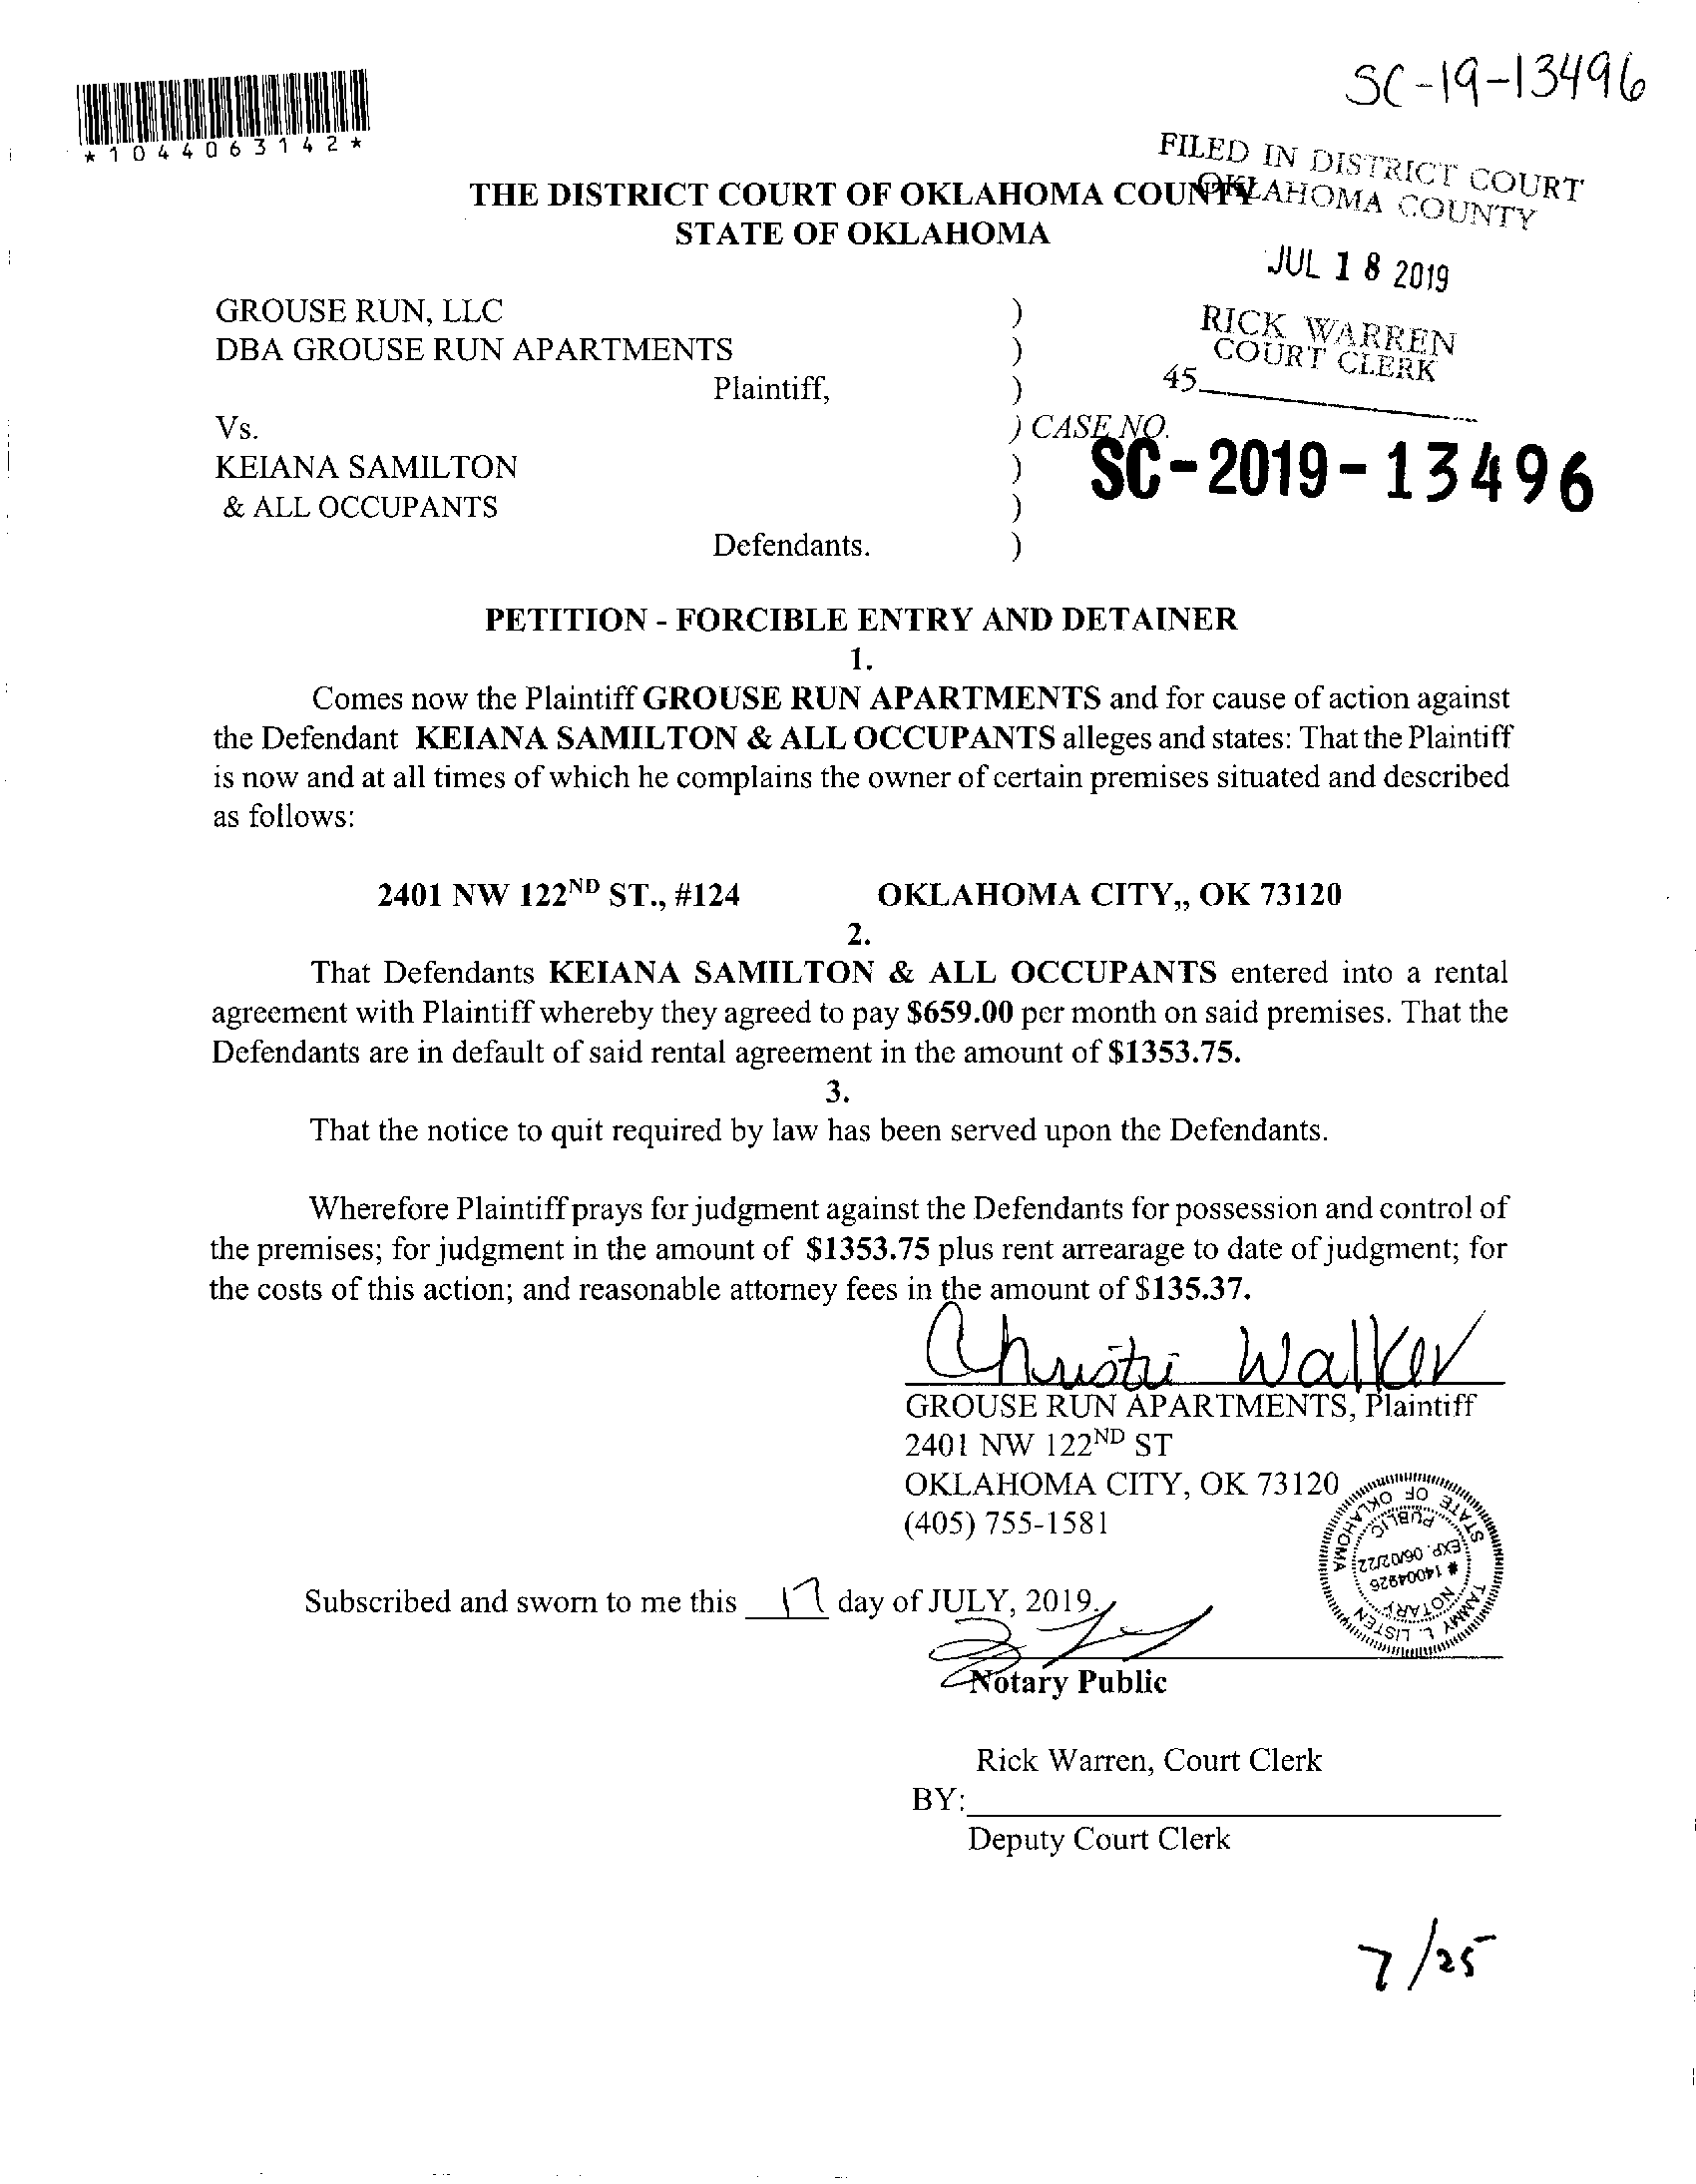 SC-19-13496
*1044063142*
FILED IN DISTRICT COURT
OKLAHOMA COUNTY
THE DISTRICT COURT OF OKLAHOMA COUNTY
STATE OF OKLAHOMA
JUL 18 2019
GROUSE RUN, LLC )
RICK WARREN
COURT CLERK
DBA GROUSE RUN APARTMENTS )
45
Plaintiff, )
Vs. ) CASE NO.
SC-2019-13496
KEIANA SAMILTON )
& ALL OCCUPANTS )
Defendants. )
PETITION - FORCIBLE ENTRY AND DETAINER
1.
Comes now the Plaintiff GROUSE RUN APARTMENTS and for cause of action against
the Defendant KEIANA SAMILTON & ALL OCCUPANTS alleges and states: That the Plaintiff
is now and at all times of which he complains the owner of certain premises situated and described
as follows:
2401 NW 122ND ST., #124 OKLAHOMA CITY,, OK 73120
2.
That Defendants KEIANA SAMILTON & ALL OCCUPANTS entered into a rental
agreement with Plaintiff whereby they agreed to pay $659.00 per month on said premises. That the
Defendants are in default of said rental agreement in the amount of $1353.75.
3.
That the notice to quit required by law has been served upon the Defendants.
Wherefore Plaintiff prays for judgment against the Defendants for possession and control of
the premises; for judgment in the amount of $1353.75 plus rent arrearage to date of judgment; for
the costs of this action; and reasonable attorney fees in the amount of $135.37.
Christi Walker
GROUSE RUN APARTMENTS, Plaintiff
2401 NW 122ND ST
OKLAHOMA CITY, OK 73120
(405) 755-1581
TAMMY L. LISTEN
STATE OF OKLAHOMA
NOTARY
# 14004926
EXP. 06/02/22
PUBLIC
Subscribed and sworn to me this 17 day of JULY, 2019.
Notary Public
Rick Warren, Court Clerk
BY:
Deputy Court Clerk
7/25